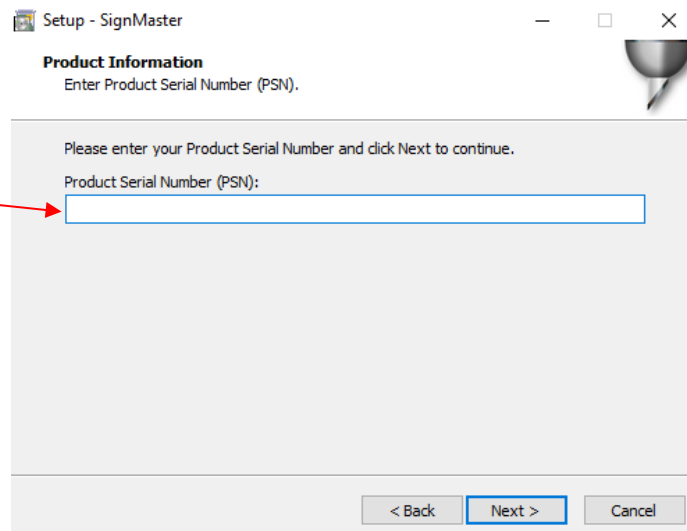 Setup - SignMaster
Product Information
Enter Product Serial Number (PSN).
Please enter your Product Serial Number and click Next to continue.
Product Serial Number (PSN):
< Back Next > Cancel